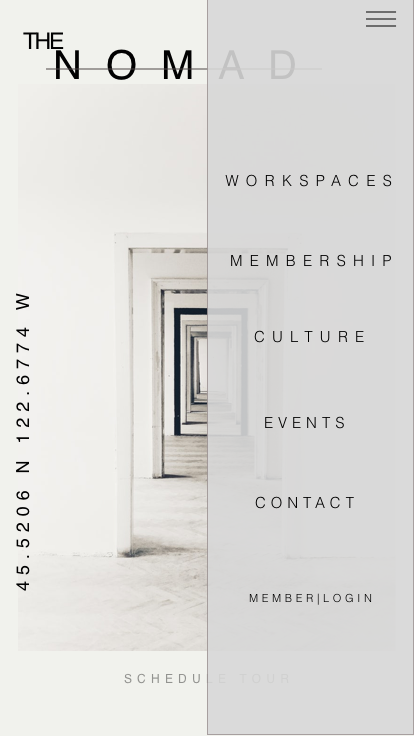 THE
NOMAD
WORKSPACES
MEMBERSHIP
CULTURE
EVENTS
CONTACT
MEMBER|LOGIN
45.5206 N 122.6774 W
SCHEDULE TOUR